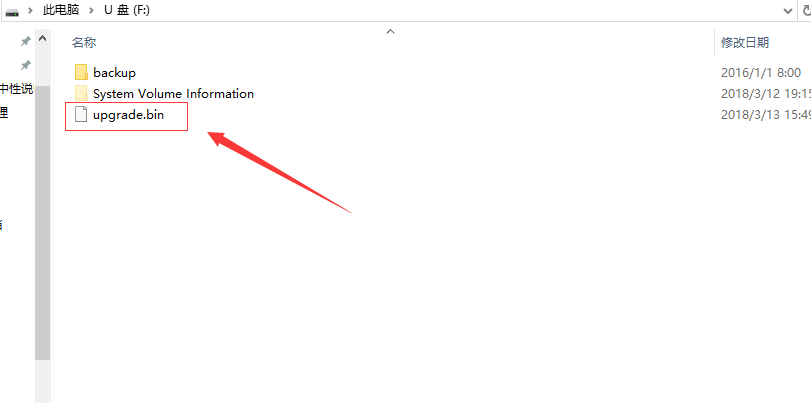 此电脑 > U 盘 (F:)
名称 修改日期
backup 2016/1/1 8:00
System Volume Information 2018/3/12 19:15
upgrade.bin 2018/3/13 15:49
中性说
理